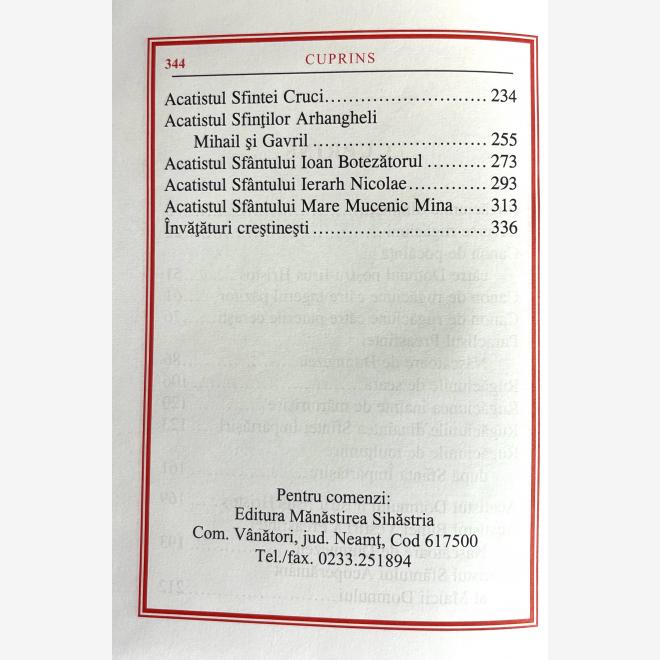 344 CUPRINS
Acatistul Sfintei Cruci............................ 234
Acatistul Sfinţilor Arhangheli
Mihail şi Gavril .................................. 255
Acatistul Sfântului Ioan Botezătorul ........... 273
Acatistul Sfântului Ierarh Nicolae................... 293
Acatistul Sfântului Mare Mucenic Mina ..... 313
Învăţături creştineşti .................................. 336
Pentru comenzi:
Editura Mănăstirea Sihăstria
Com. Vânători, jud. Neamţ, Cod 617500
Tel./fax. 0233.251894